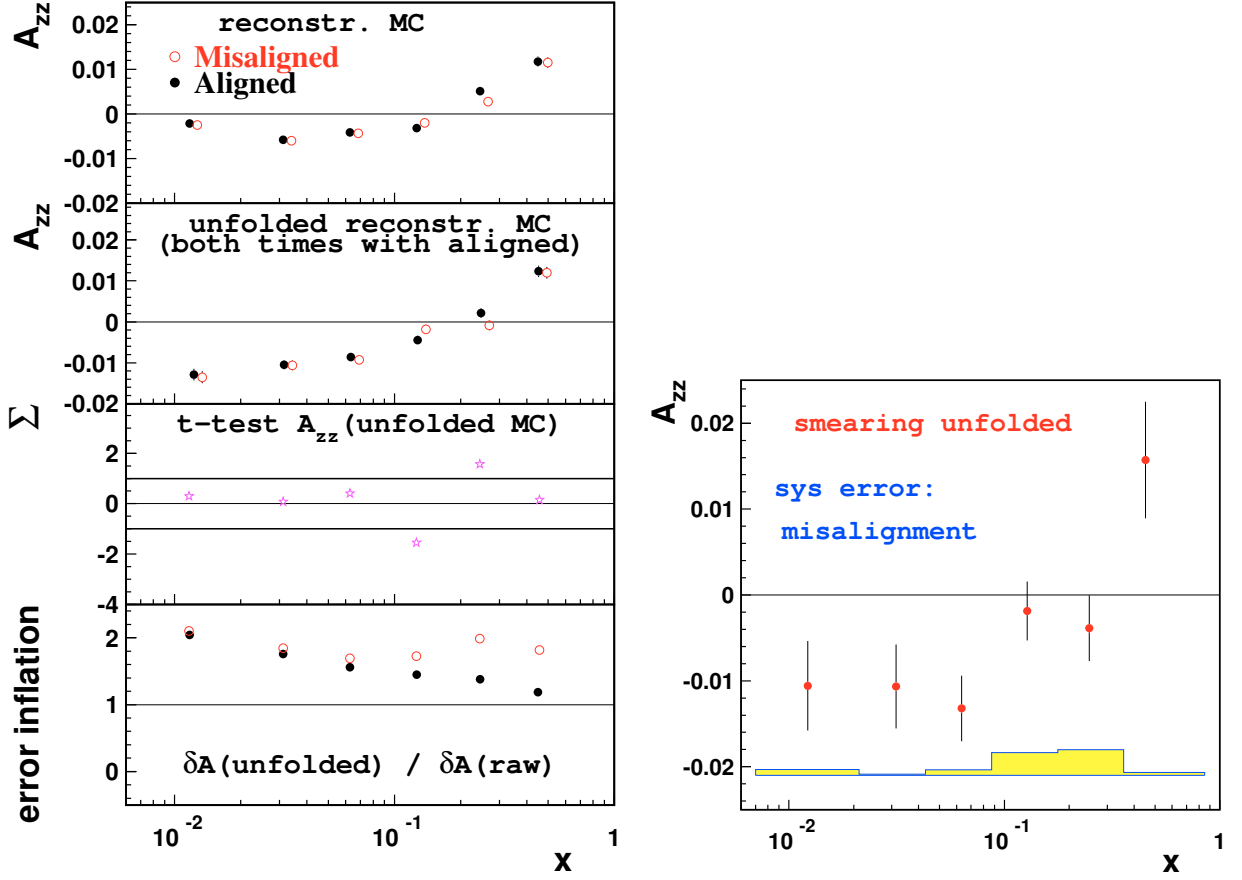 A_zz
0.02
0.01
0
-0.01
-0.02
reconstr. MC
Misaligned
Aligned
A_zz
0.02
0.01
0
-0.01
-0.02
unfolded reconstr. MC
(both times with aligned)
Σ
2
0
-2
-4
t-test A_zz(unfolded MC)
error inflation
2
1
0
δA(unfolded) / δA(raw)
10^-2
10^-1
1
x
A_zz
0.02
0.01
0
-0.01
-0.02
smearing unfolded
sys error:
misalignment
10^-2
10^-1
1
x